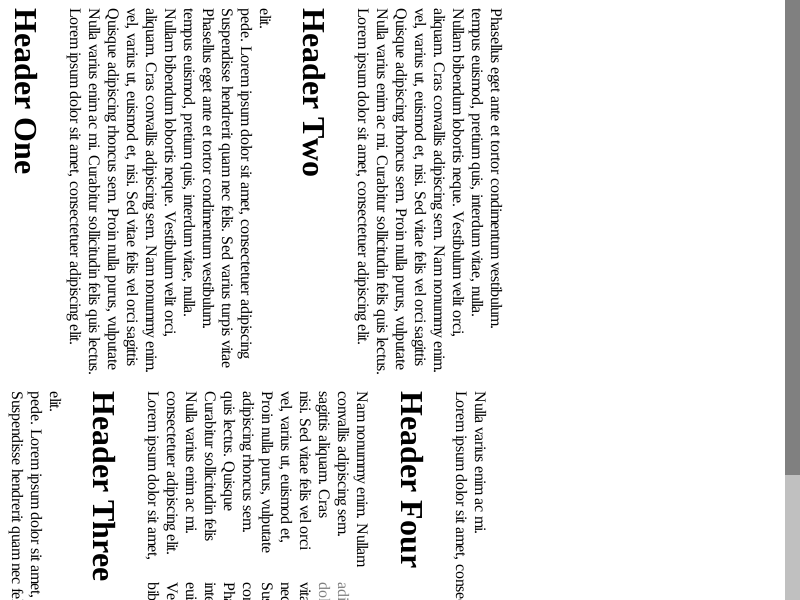 Header One
Lorem ipsum dolor sit amet, consectetuer adipiscing elit.
Nulla varius enim ac mi. Curabitur sollicitudin felis quis lectus.
Quisque adipiscing rhoncus sem. Proin nulla purus, vulputate
vel, varius ut, euismod et, nisi. Sed vitae felis vel orci sagittis
aliquam. Cras convallis adipiscing sem. Nam nonummy enim.
Nullam bibendum lobortis neque. Vestibulum velit orci,
tempus euismod, pretium quis, interdum vitae, nulla.
Phasellus eget ante et tortor condimentum vestibulum.
Suspendisse hendrerit quam nec felis. Sed varius turpis vitae
pede. Lorem ipsum dolor sit amet, consectetuer adipiscing
elit.
Header Two
Lorem ipsum dolor sit amet, consectetuer adipiscing elit.
Nulla varius enim ac mi. Curabitur sollicitudin felis quis lectus.
Quisque adipiscing rhoncus sem. Proin nulla purus, vulputate
vel, varius ut, euismod et, nisi. Sed vitae felis vel orci sagittis
aliquam. Cras convallis adipiscing sem. Nam nonummy enim.
Nullam bibendum lobortis neque. Vestibulum velit orci,
tempus euismod, pretium quis, interdum vitae, nulla.
Phasellus eget ante et tortor condimentum vestibulum.
Suspendisse hendrerit quam nec fe
pede. Lorem ipsum dolor sit amet,
elit.
Header Three
Lorem ipsum dolor sit amet,
consectetuer adipiscing elit.
Nulla varius enim ac mi.
Curabitur sollicitudin felis
quis lectus. Quisque
adipiscing rhoncus sem.
Proin nulla purus, vulputate
vel, varius ut, euismod et,
nisi. Sed vitae felis vel orci
sagittis aliquam. Cras
convallis adipiscing sem.
Nam nonummy enim. Nullam
Header Four
Lorem ipsum dolor sit amet, conse
Nulla varius enim ac mi.